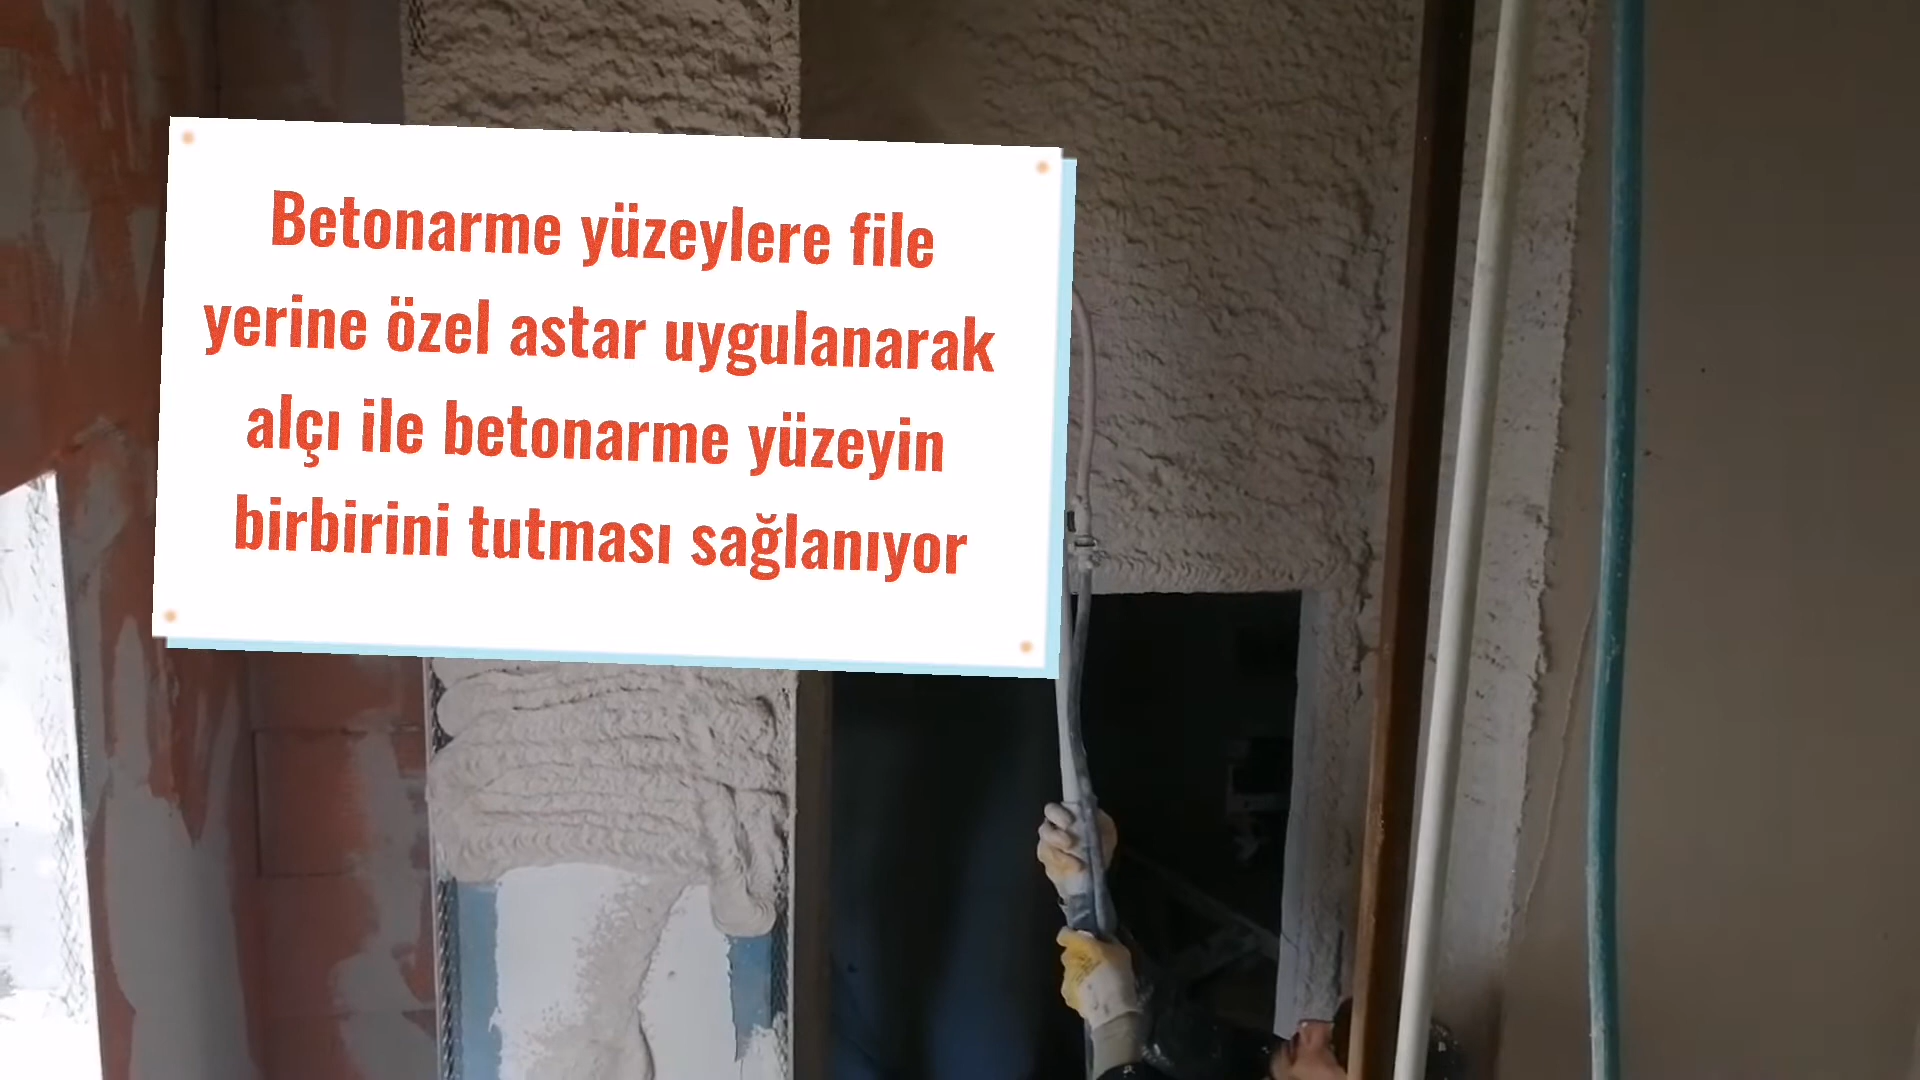 Betonarme yüzeylere file
yerine özel astar uygulanarak
alçı ile betonarme yüzeyin
birbirini tutması sağlanıyor